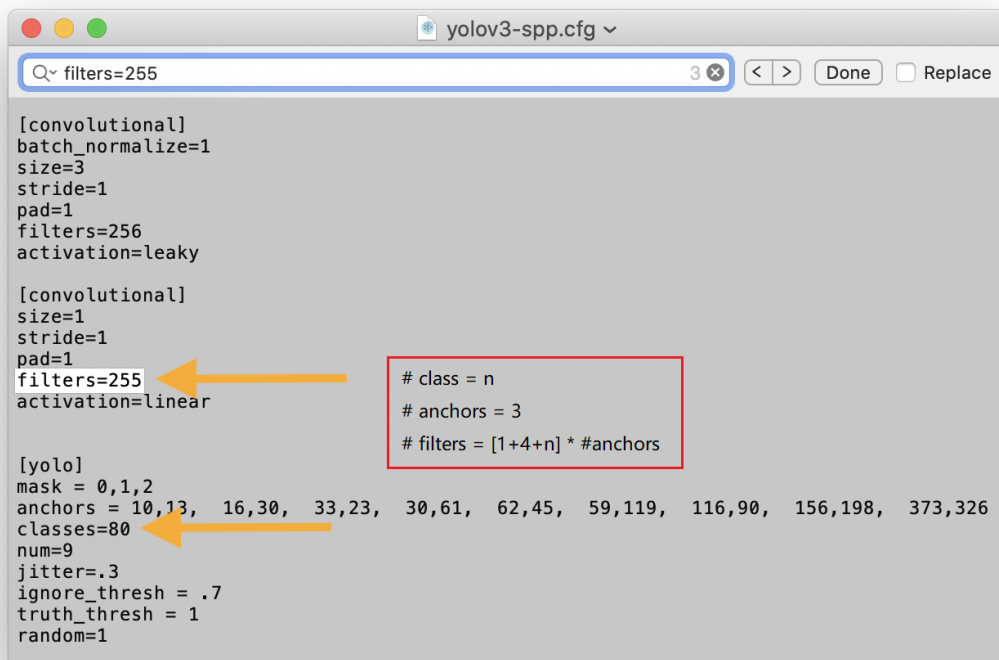 yolov3-spp.cfg
filters=255
3
Done
Replace
[convolutional]
batch_normalize=1
size=3
stride=1
pad=1
filters=256
activation=leaky
[convolutional]
size=1
stride=1
pad=1
filters=255
activation=linear
# class = n
# anchors = 3
# filters = [1+4+n] * #anchors
[yolo]
mask = 0,1,2
anchors = 10,13,  16,30,  33,23,  30,61,  62,45,  59,119,  116,90,  156,198,  373,326
classes=80
num=9
jitter=.3
ignore_thresh = .7
truth_thresh = 1
random=1